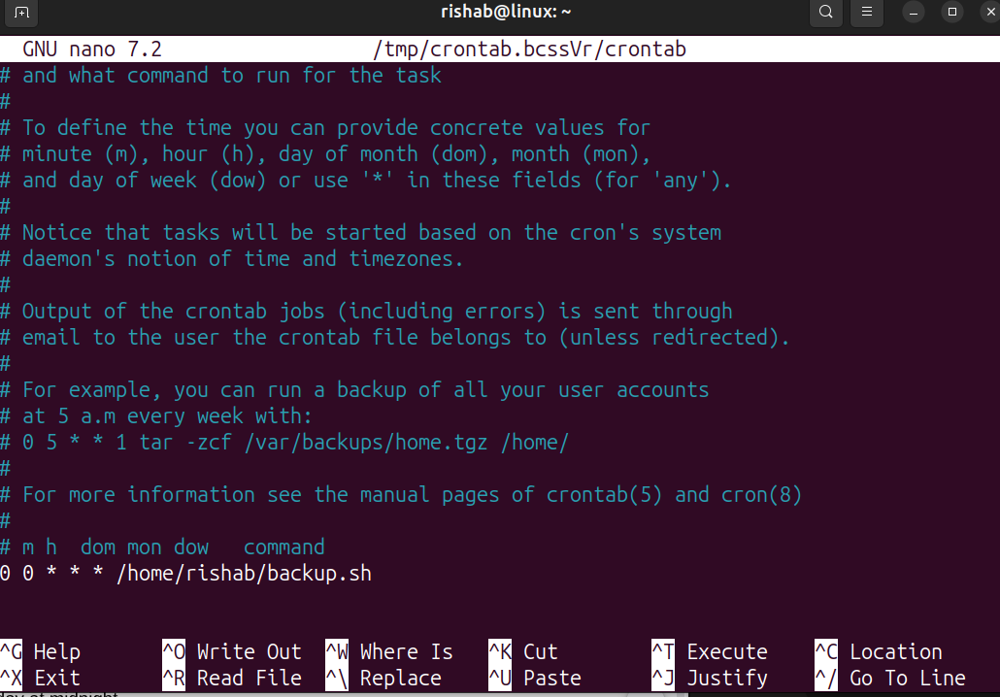 rishab@linux: ~
GNU nano 7.2 /tmp/crontab.bcssVr/crontab
# and what command to run for the task
#
# To define the time you can provide concrete values for
# minute (m), hour (h), day of month (dom), month (mon),
# and day of week (dow) or use '*' in these fields (for 'any').
#
# Notice that tasks will be started based on the cron's system
# daemon's notion of time and timezones.
#
# Output of the crontab jobs (including errors) is sent through
# email to the user the crontab file belongs to (unless redirected).
#
# For example, you can run a backup of all your user accounts
# at 5 a.m every week with:
# 0 5 * * 1 tar -zcf /var/backups/home.tgz /home/
#
# For more information see the manual pages of crontab(5) and cron(8)
#
# m h  dom mon dow   command
0 0 * * * /home/rishab/backup.sh
^G Help ^O Write Out ^W Where Is ^K Cut ^T Execute ^C Location
^X Exit ^R Read File ^\ Replace ^U Paste ^J Justify ^/ Go To Line
day at midnight